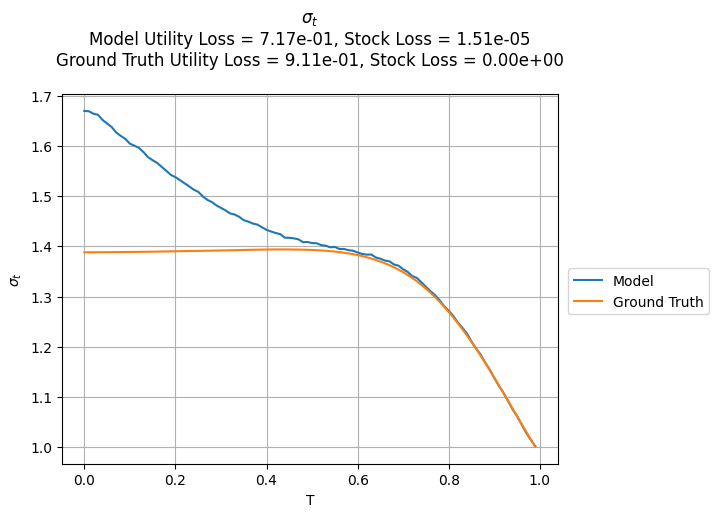 σt
Model Utility Loss = 7.17e-01, Stock Loss = 1.51e-05
Ground Truth Utility Loss = 9.11e-01, Stock Loss = 0.00e+00
1.7
1.6
1.5
1.4
1.3
1.2
1.1
1.0
σt
0.0 0.2 0.4 0.6 0.8 1.0
T
Model
Ground Truth